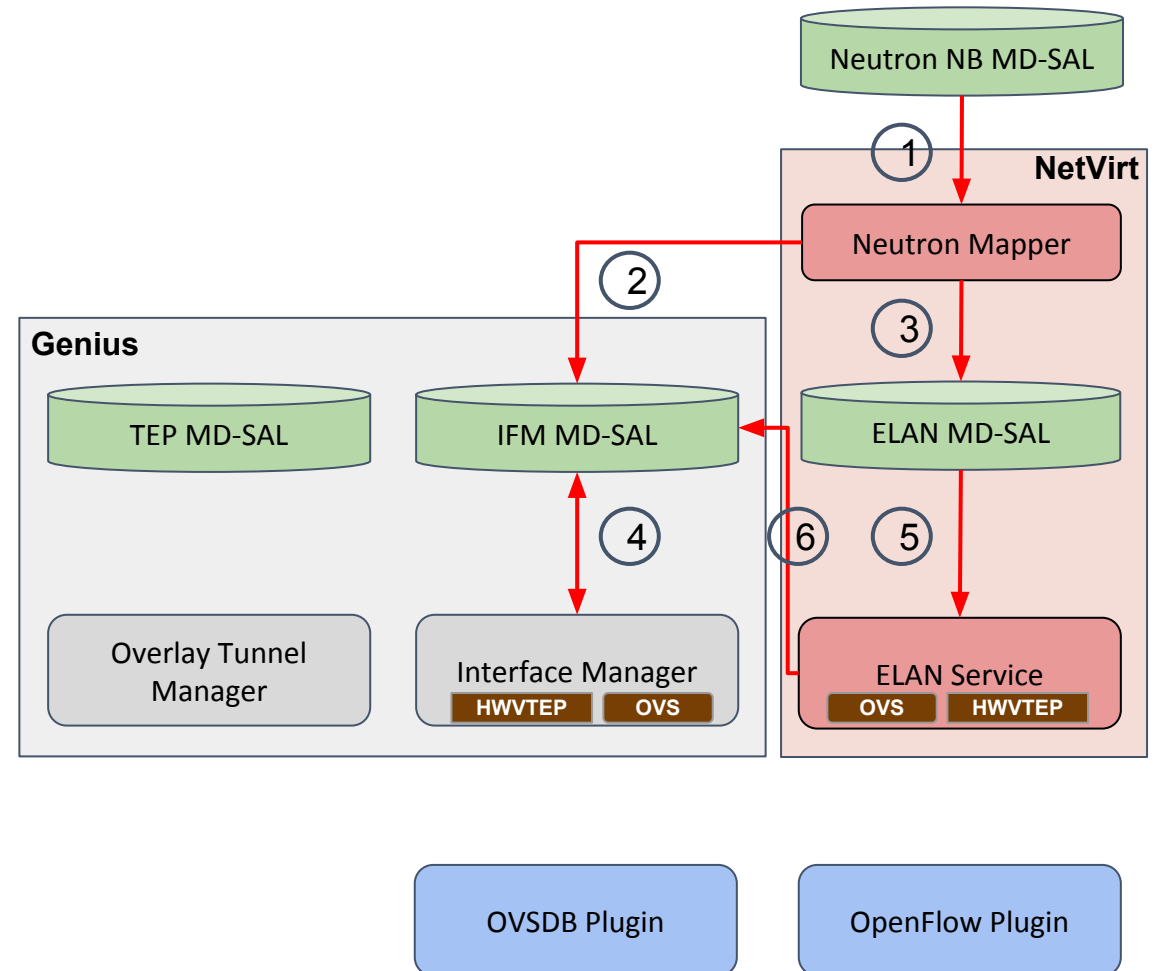 Neutron NB MD-SAL
1
NetVirt
Neutron Mapper
2
3
Genius
TEP MD-SAL
IFM MD-SAL
ELAN MD-SAL
4
6
5
Overlay Tunnel
Manager
Interface Manager
HWVTEP
OVS
ELAN Service
OVS
HWVTEP
OVSDB Plugin
OpenFlow Plugin